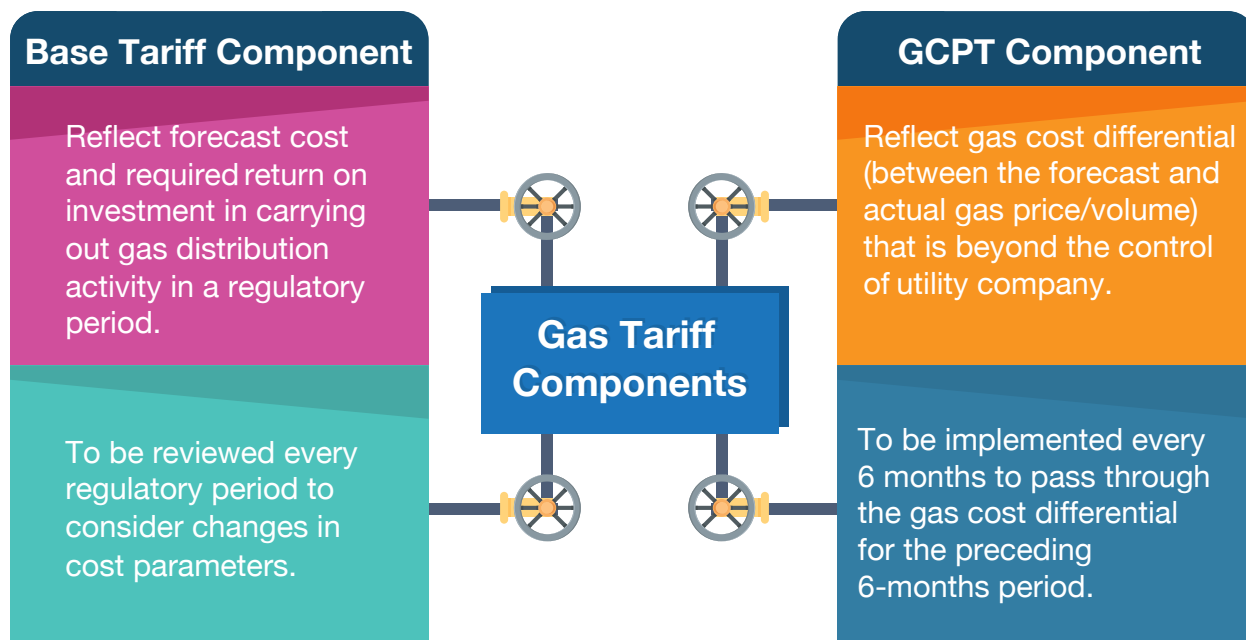 Base Tariff Component
Reflect forecast cost
and required return on
investment in carrying
out gas distribution
activity in a regulatory
period.
To be reviewed every
regulatory period to
consider changes in
cost parameters.
Gas Tariff
Components
GCPT Component
Reflect gas cost differential
(between the forecast and
actual gas price/volume)
that is beyond the control
of utility company.
To be implemented every
6 months to pass through
the gas cost differential
for the preceding
6-months period.